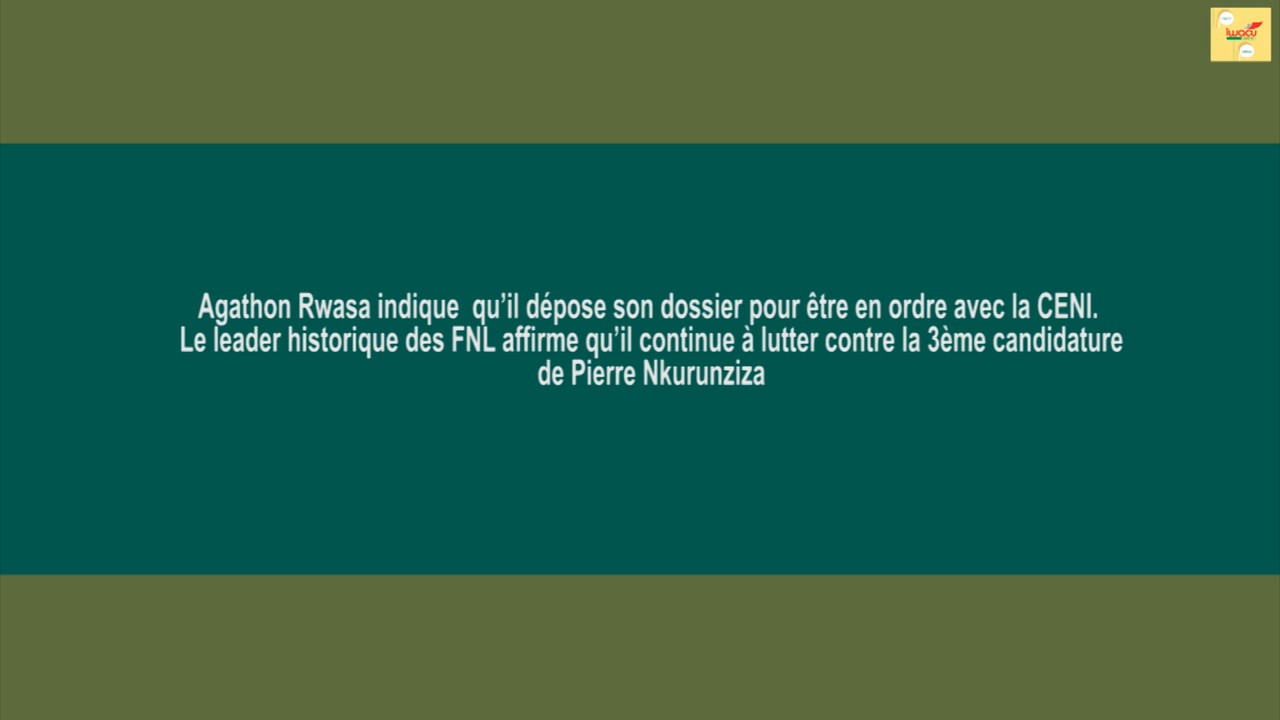 Iwacu
Agathon Rwasa indique  qu’il dépose son dossier pour être en ordre avec la CENI.
Le leader historique des FNL affirme qu’il continue à lutter contre la 3ème candidature
de Pierre Nkurunziza